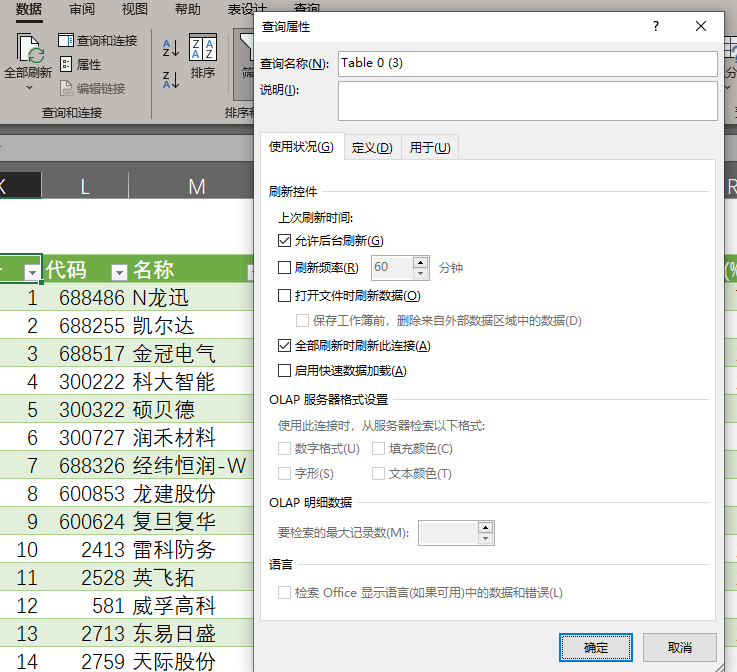 数据 审阅 视图 帮助 表设计 查询
查询和连接
属性
编辑链接
全部刷新
排序
查询和连接
查询属性
?
查询名称(N): Table 0 (3)
说明(I):
使用状况(G) 定义(D) 用于(U)
刷新控件
上次刷新时间:
允许后台刷新(G)
刷新频率(R) 60 分钟
打开文件时刷新数据(O)
保存工作簿前，删除来自外部数据区域中的数据(D)
全部刷新时刷新此连接(A)
启用快速数据加载(A)
OLAP 服务器格式设置
使用此连接时，从服务器检索以下格式:
数字格式(U) 填充颜色(C)
字形(S) 文本颜色(T)
OLAP 明细数据
要检索的最大记录数(M):
语言
检索 Office 显示语言(如果可用)中的数据和错误(L)
确定 取消
K L M R
代码 名称 (%
1 688486 N龙迅
2 688255 凯尔达
3 688517 金冠电气
4 300222 科大智能
5 300322 硕贝德
6 300727 润禾材料
7 688326 经纬恒润-W
8 600853 龙建股份
9 600624 复旦复华
10 2413 雷科防务
11 2528 英飞拓
12 581 威孚高科
13 2713 东易日盛
14 2759 天际股份